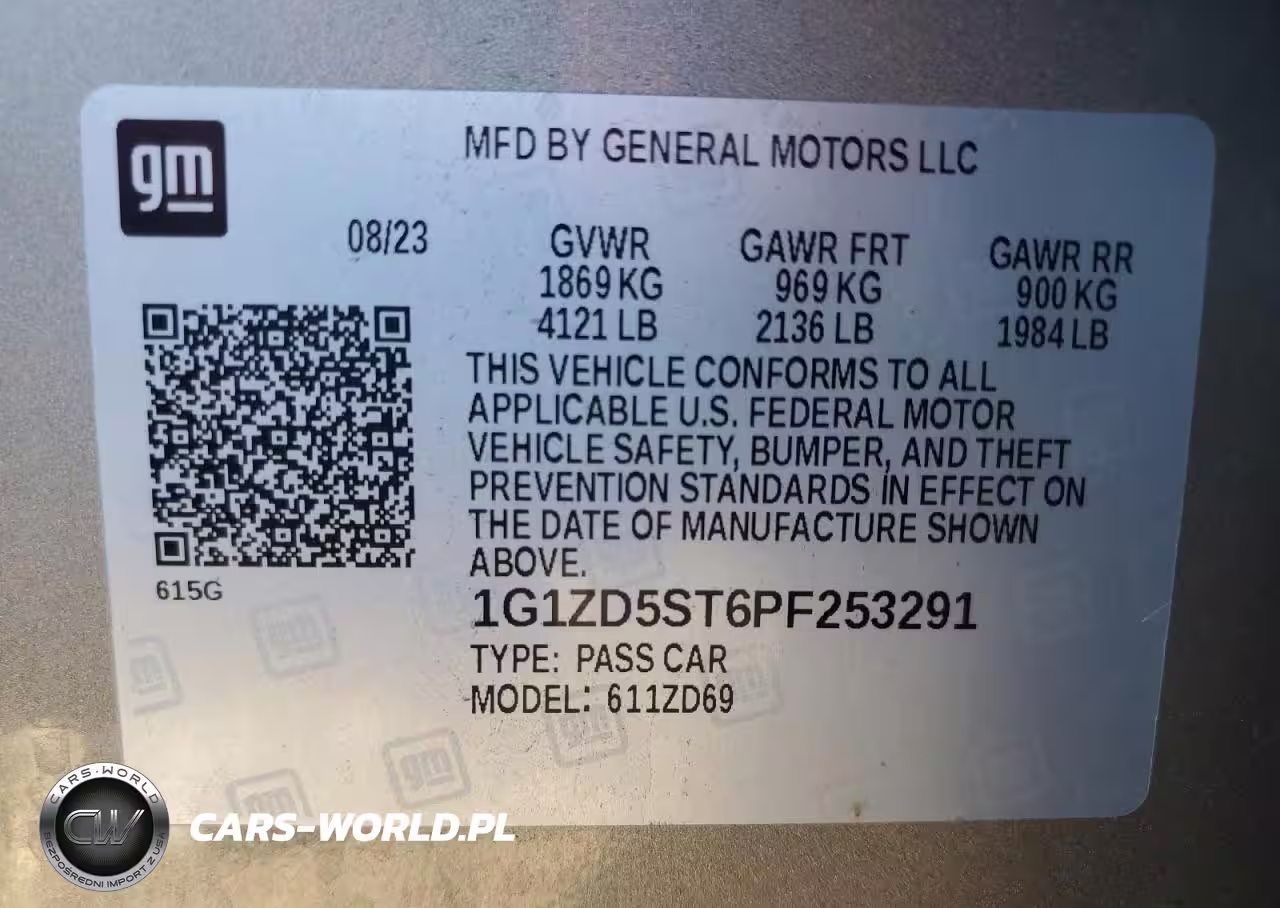 gm
MFD BY GENERAL MOTORS LLC
08/23
GVWR GAWR FRT GAWR RR
1869 KG 969 KG 900 KG
4121 LB 2136 LB 1984 LB
THIS VEHICLE CONFORMS TO ALL
APPLICABLE U.S. FEDERAL MOTOR
VEHICLE SAFETY, BUMPER, AND THEFT
PREVENTION STANDARDS IN EFFECT ON
THE DATE OF MANUFACTURE SHOWN
ABOVE.
615G
1G1ZD5ST6PF253291
TYPE: PASS CAR
MODEL: 611ZD69
CARS-WORLD
CW
BEZPOŚREDNI IMPORT Z USA
CARS-WORLD.PL